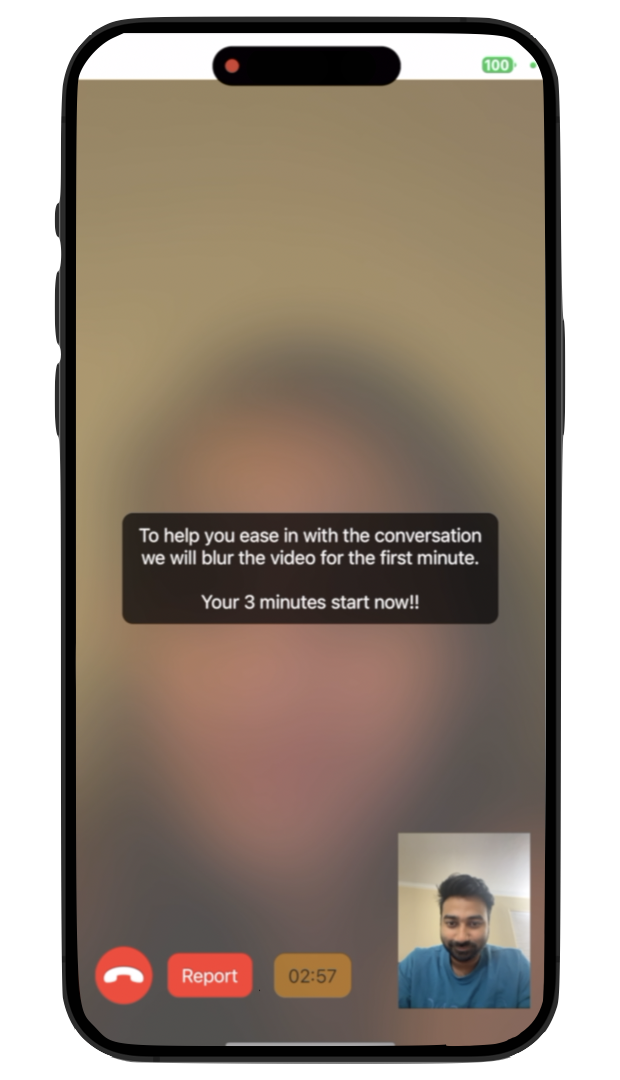 100
To help you ease in with the conversation
we will blur the video for the first minute.
Your 3 minutes start now!!
Report
02:57